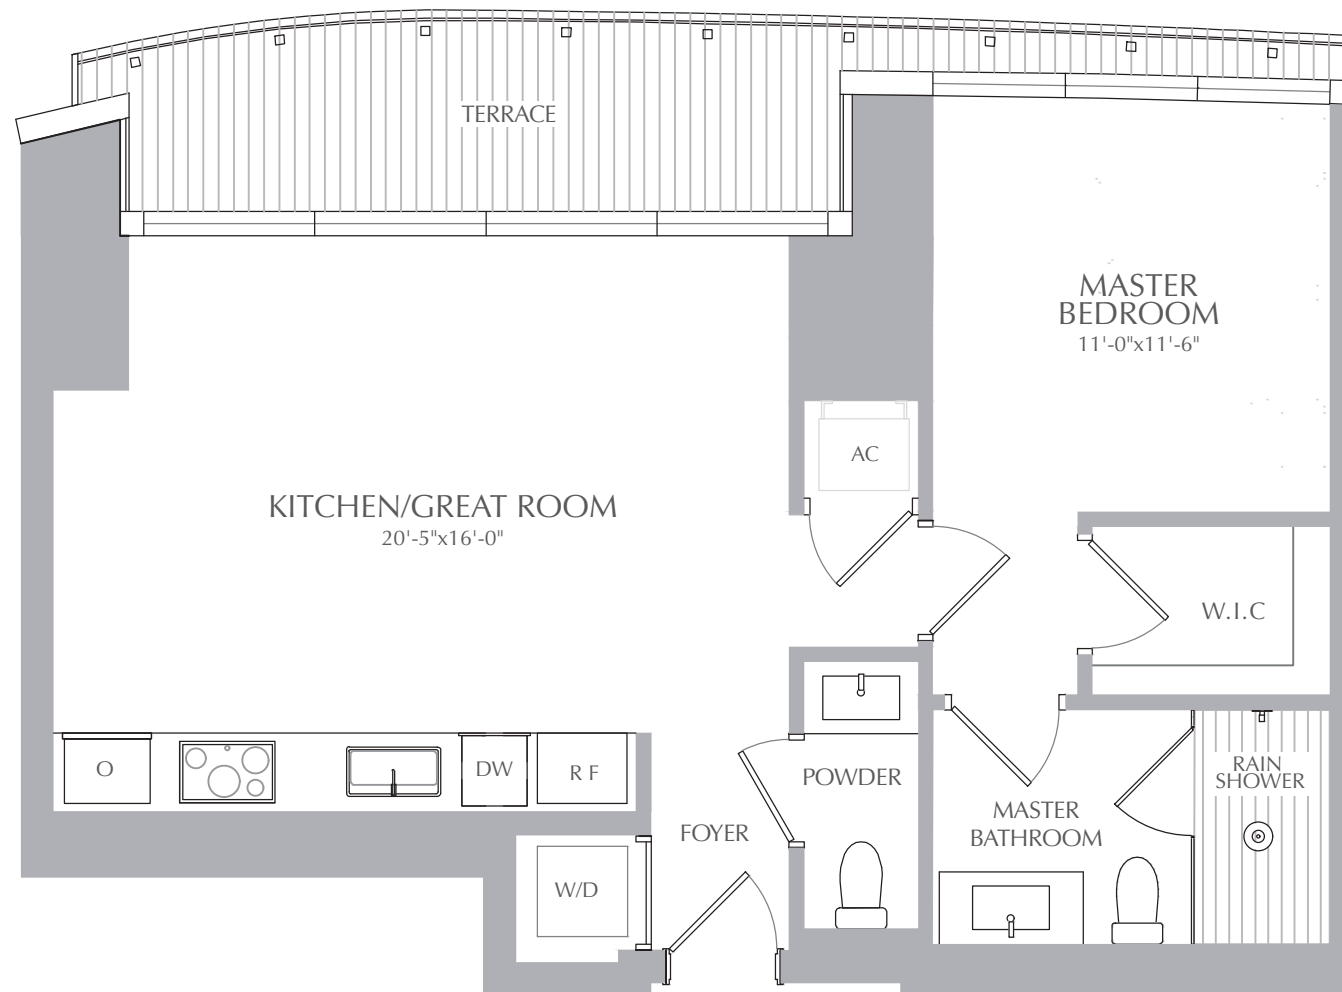 TERRACE
MASTER
BEDROOM
11'-0"x11'-6"
AC
KITCHEN/GREAT ROOM
20'-5"x16'-0"
W.I.C
O
DW
R F
POWDER
RAIN
SHOWER
FOYER
MASTER
BATHROOM
W/D